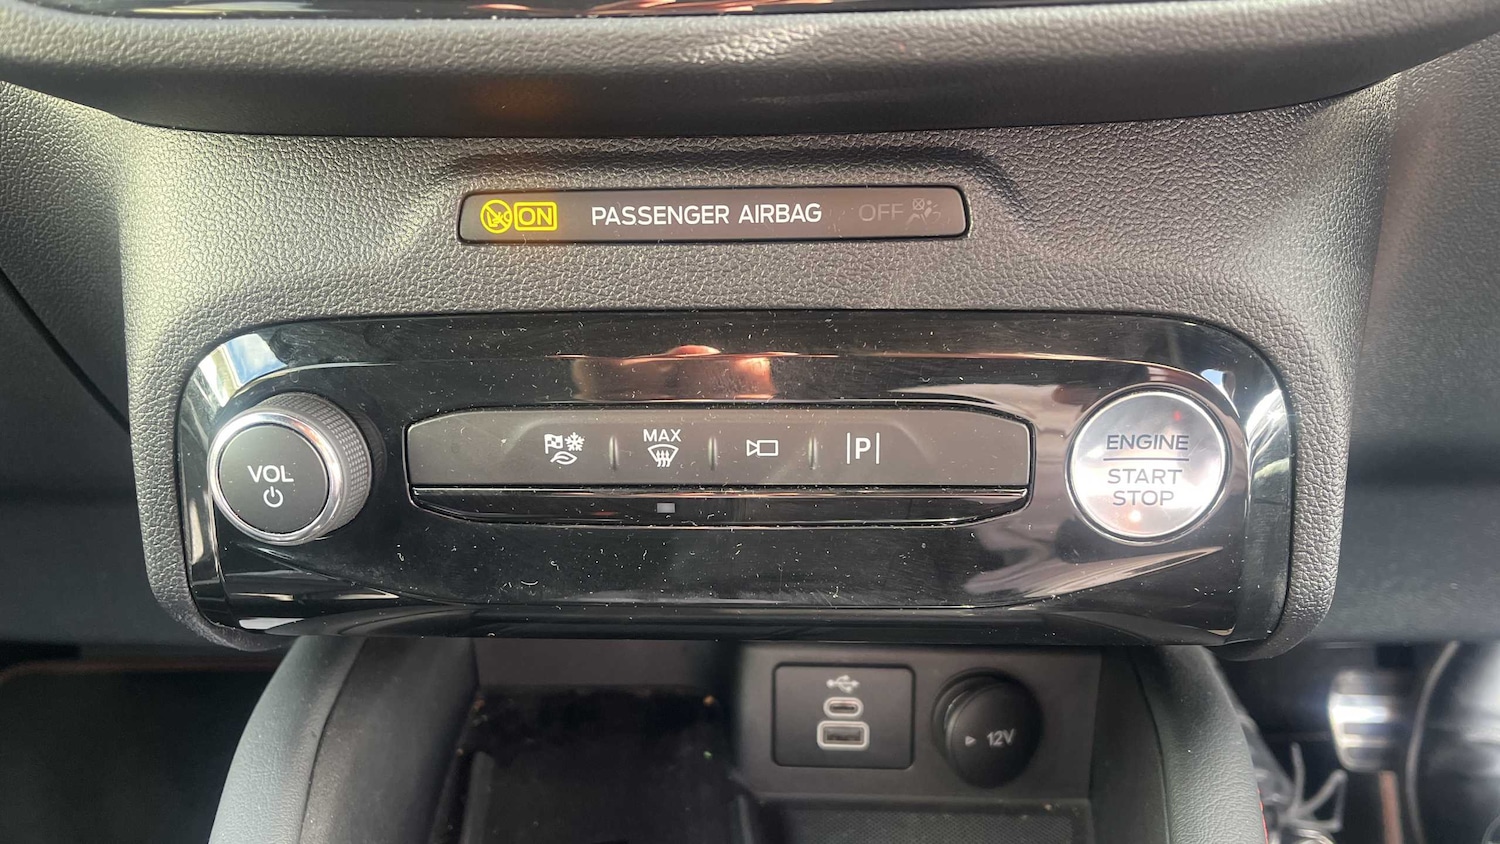 ON PASSENGER AIRBAG OFF
MAX
P
VOL
ENGINE
START
STOP
12V